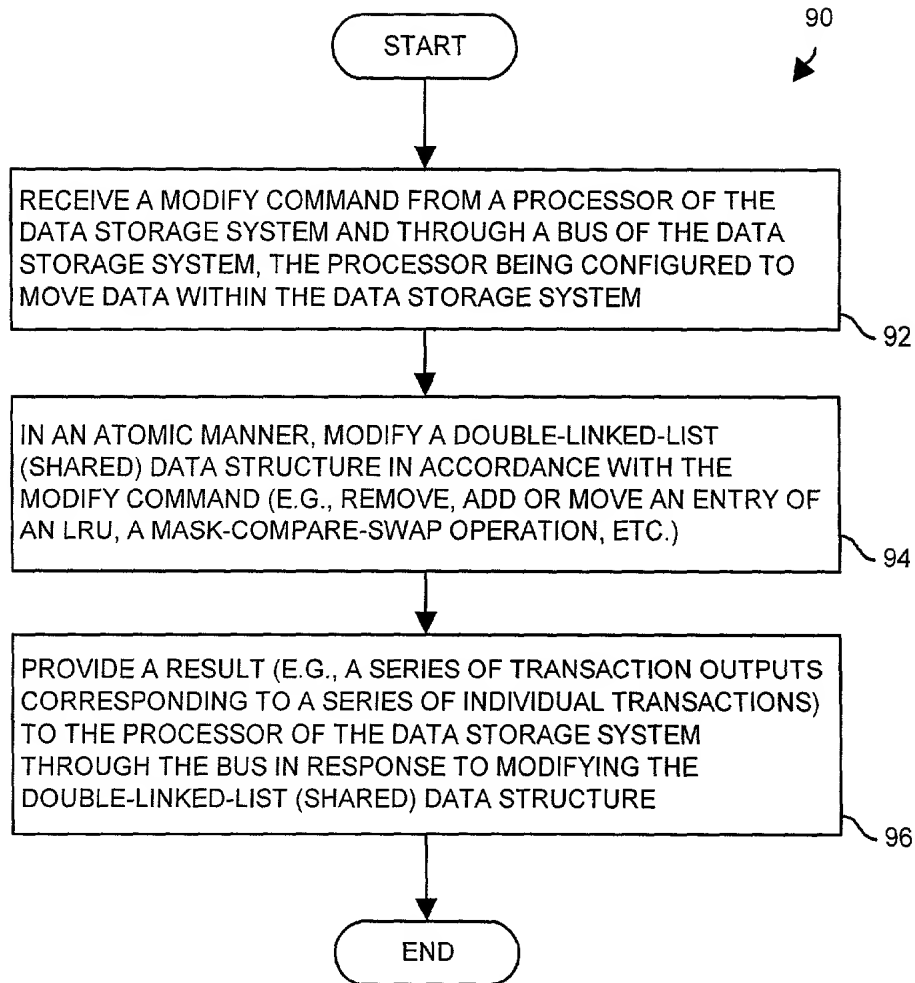 90
START
RECEIVE A MODIFY COMMAND FROM A PROCESSOR OF THE
DATA STORAGE SYSTEM AND THROUGH A BUS OF THE DATA
STORAGE SYSTEM, THE PROCESSOR BEING CONFIGURED TO
MOVE DATA WITHIN THE DATA STORAGE SYSTEM
92
IN AN ATOMIC MANNER, MODIFY A DOUBLE-LINKED-LIST
(SHARED) DATA STRUCTURE IN ACCORDANCE WITH THE
MODIFY COMMAND (E.G., REMOVE, ADD OR MOVE AN ENTRY OF
AN LRU, A MASK-COMPARE-SWAP OPERATION, ETC.)
94
PROVIDE A RESULT (E.G., A SERIES OF TRANSACTION OUTPUTS
CORRESPONDING TO A SERIES OF INDIVIDUAL TRANSACTIONS)
TO THE PROCESSOR OF THE DATA STORAGE SYSTEM
THROUGH THE BUS IN RESPONSE TO MODIFYING THE
DOUBLE-LINKED-LIST (SHARED) DATA STRUCTURE
96
END